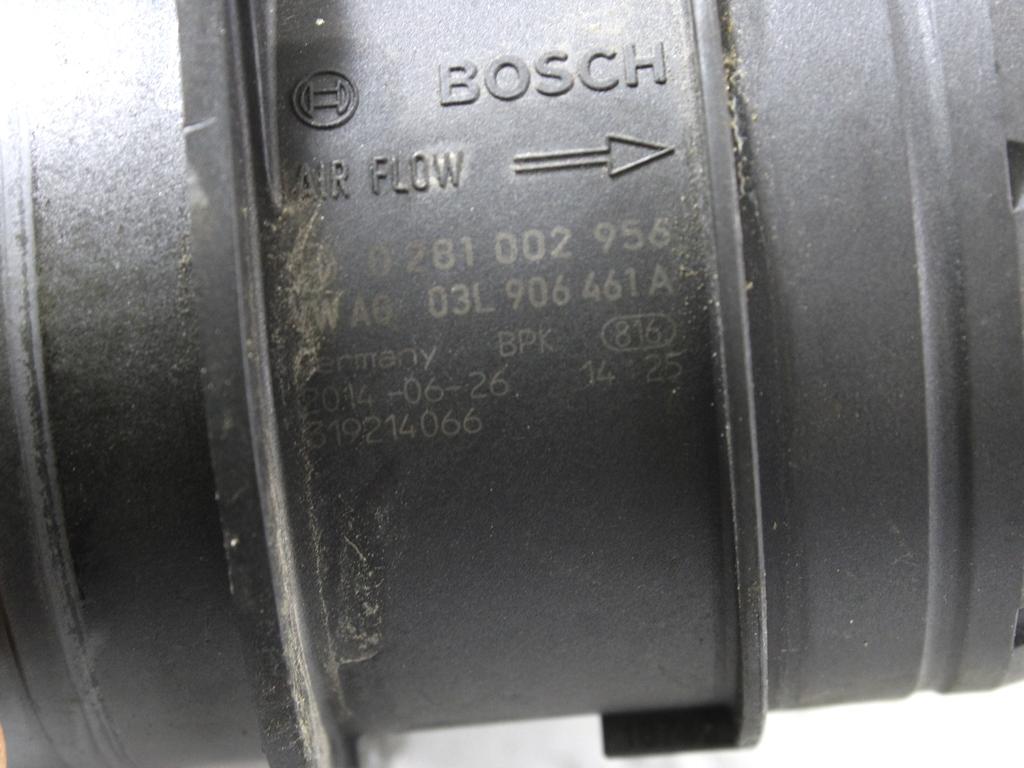 BOSCH
AIR FLOW
0 281 002 956
VW AG 03L 906 461 A
Germany BPK 816
2014-06-26 14 25
319214066